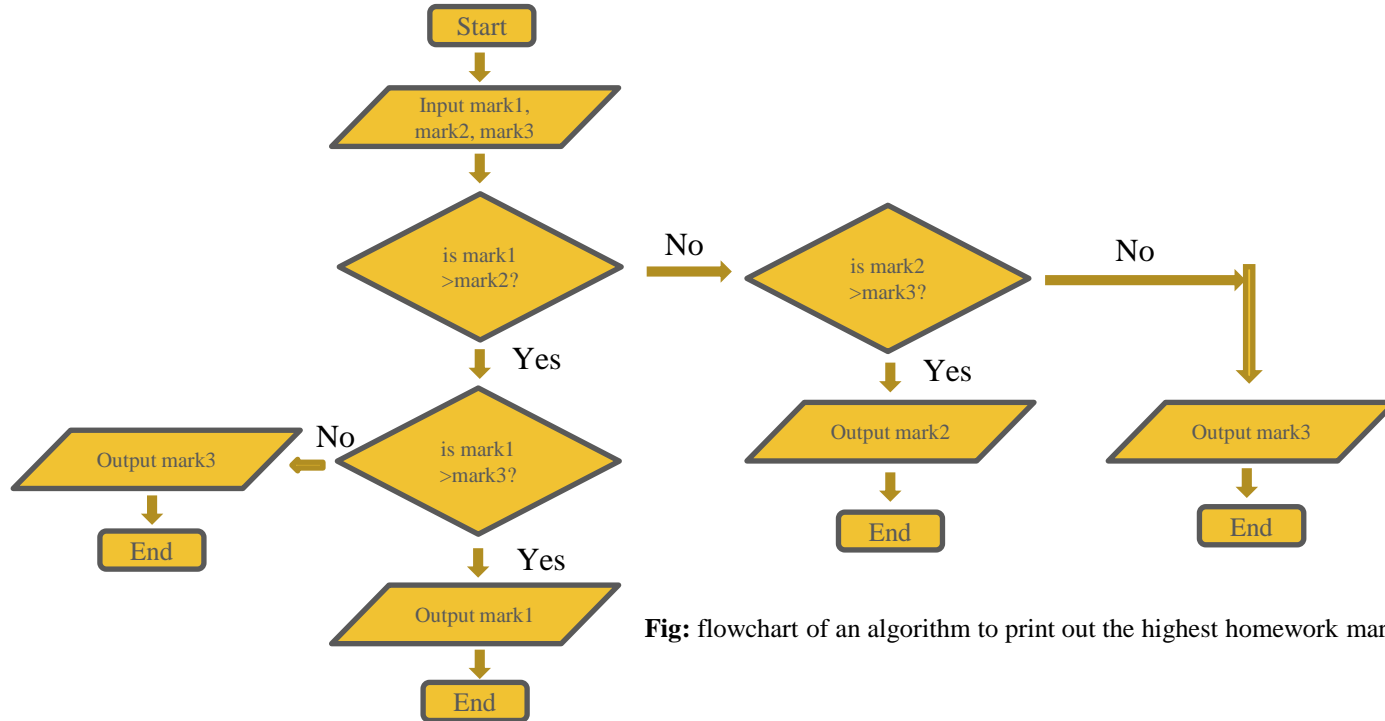 Start
Input mark1,
mark2, mark3
is mark1
>mark2?
No
is mark2
>mark3?
No
Yes
Yes
Output mark3
No
is mark1
>mark3?
Output mark2
Output mark3
End
End
End
Yes
Output mark1
Fig: flowchart of an algorithm to print out the highest homework mar
End